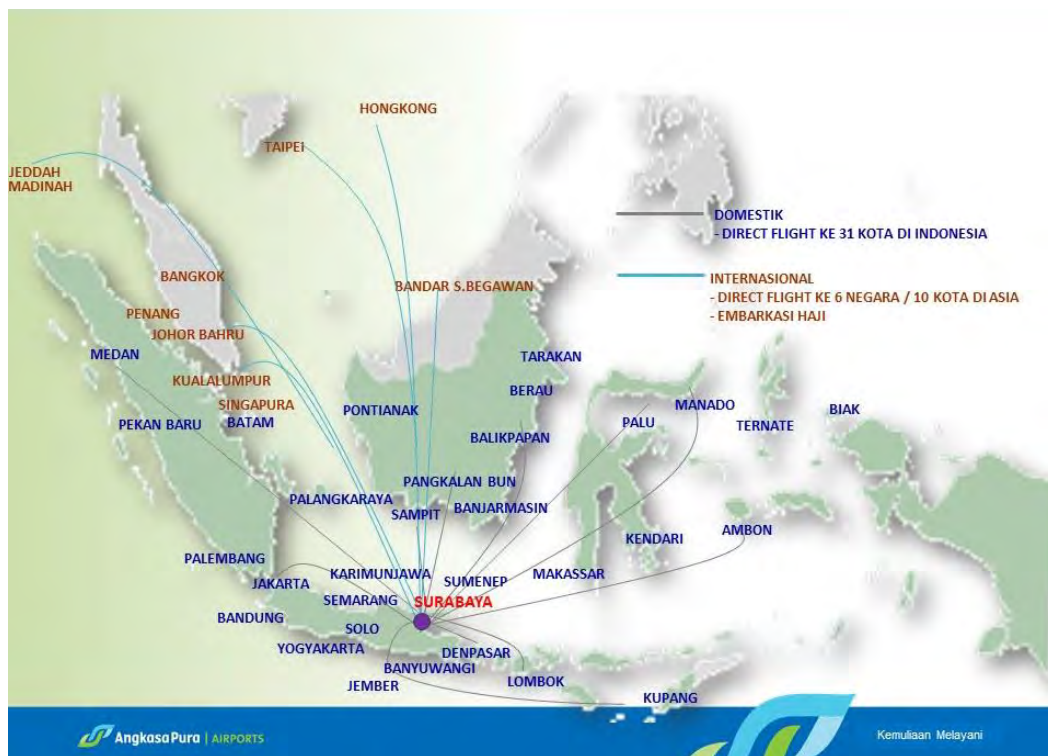 HONGKONG
TAIPEI
JEDDAH
MADINAH
DOMESTIK
- DIRECT FLIGHT KE 31 KOTA DI INDONESIA
BANGKOK
BANDAR S.BEGAWAN
INTERNASIONAL
- DIRECT FLIGHT KE 6 NEGARA / 10 KOTA DI ASIA
- EMBARKASI HAJI
PENANG
JOHOR BAHRU
MEDAN
TARAKAN
KUALALUMPUR
BERAU
SINGAPURA
PONTIANAK
MANADO
BIAK
PEKAN BARU
BATAM
PALU
TERNATE
BALIKPAPAN
PANGKALAN BUN
PALANGKARAYA
SAMPIT
BANJARMASIN
AMBON
KENDARI
PALEMBANG
JAKARTA
KARIMUNJAWA
SUMENEP
MAKASSAR
SEMARANG
SURABAYA
BANDUNG
SOLO
YOGYAKARTA
DENPASAR
BANYUWANGI
JEMBER
LOMBOK
KUPANG
AngkasaPura | AIRPORTS
Kemuliaan Melayani